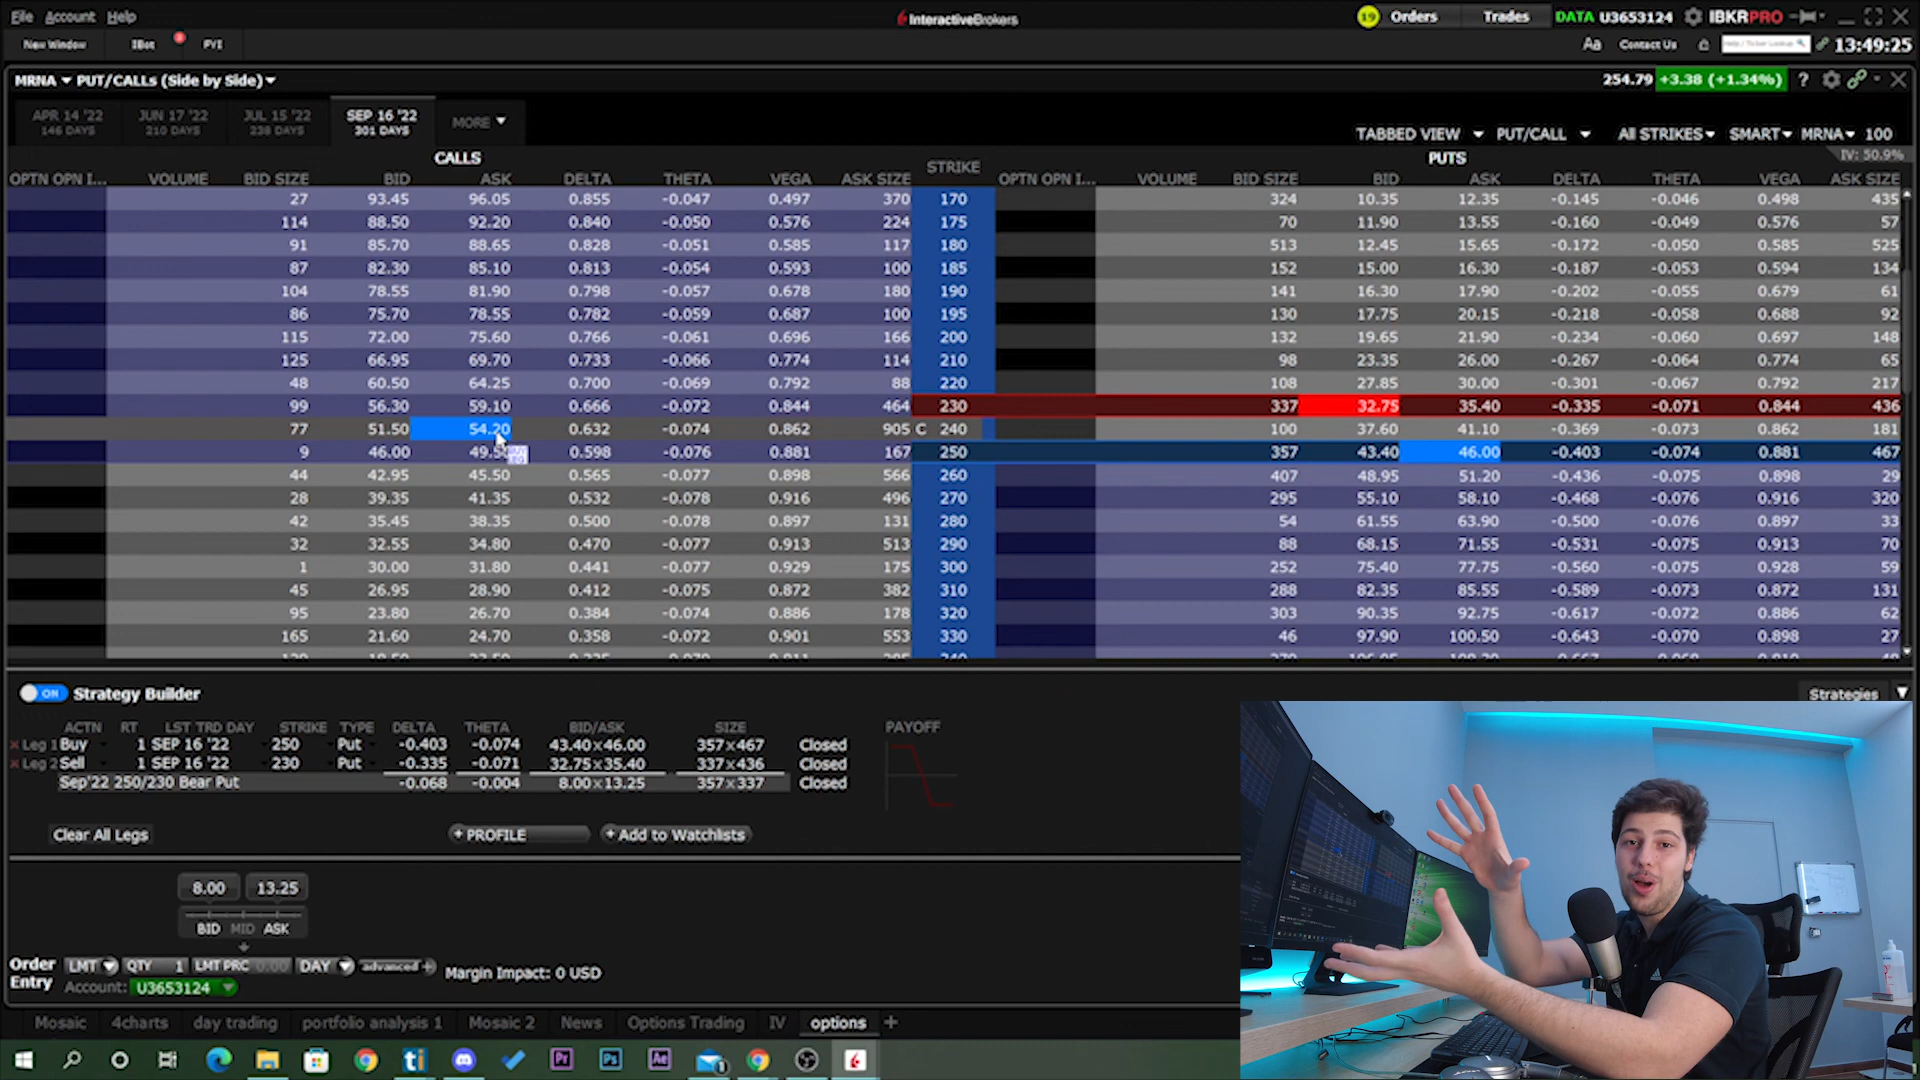 File Account Help
InteractiveBrokers
19 Orders Trades DATA U3653124 IBKRPRO
New Window IBot FYI
Aa Contact Us 13:49:25
MRNA PUT/CALLs (Side by Side)
254.79 +3.38 (+1.34%) ?
APR 14 '22 JUN 17 '22 JUL 15 '22 SEP 16 '22 MORE
146 DAYS 210 DAYS 238 DAYS 301 DAYS
TABBED VIEW PUT/CALL All STRIKES SMART MRNA 100
IV: 50.9%
CALLS STRIKE PUTS
OPTN OPN I... VOLUME BID SIZE BID ASK DELTA THETA VEGA ASK SIZE OPTN OPN I... VOLUME BID SIZE BID ASK DELTA THETA VEGA ASK SIZE
27 93.45 96.05 0.855 -0.047 0.497 370 170 324 10.35 12.35 -0.145 -0.046 0.498 435
114 88.50 92.20 0.840 -0.050 0.576 224 175 70 11.90 13.55 -0.160 -0.049 0.576 57
91 85.70 88.65 0.828 -0.051 0.585 117 180 513 12.45 15.65 -0.172 -0.050 0.585 525
87 82.30 85.10 0.813 -0.054 0.593 100 185 152 15.00 16.30 -0.187 -0.053 0.594 134
104 78.55 81.90 0.798 -0.057 0.678 180 190 141 16.30 17.90 -0.202 -0.055 0.679 61
86 75.70 78.55 0.782 -0.059 0.687 100 195 130 17.75 20.15 -0.218 -0.058 0.688 92
115 72.00 75.60 0.766 -0.061 0.696 166 200 132 19.65 21.90 -0.234 -0.060 0.697 148
125 66.95 69.70 0.733 -0.066 0.774 114 210 98 23.35 26.00 -0.267 -0.064 0.774 65
48 60.50 64.25 0.700 -0.069 0.792 88 220 108 27.85 30.00 -0.301 -0.067 0.792 217
99 56.30 59.10 0.666 -0.072 0.844 464 230 337 32.75 35.40 -0.335 -0.071 0.844 436
77 51.50 54.20 0.632 -0.074 0.862 905 C 240 100 37.60 41.10 -0.369 -0.073 0.862 181
9 46.00 0.598 -0.076 0.881 167 250 357 43.40 46.00 -0.403 -0.074 0.881 467
44 42.95 45.50 0.565 -0.077 0.898 566 260 407 48.95 51.20 -0.436 -0.075 0.898 29
28 39.35 41.35 0.532 -0.078 0.916 496 270 295 55.10 58.10 -0.468 -0.076 0.916 320
42 35.45 38.35 0.500 -0.078 0.897 131 280 54 61.55 63.90 -0.500 -0.076 0.897 33
32 32.55 34.80 0.470 -0.077 0.913 513 290 88 68.15 71.55 -0.531 -0.075 0.913 70
1 30.00 31.80 0.441 -0.077 0.929 175 300 252 75.40 77.75 -0.560 -0.075 0.928 59
45 26.95 28.90 0.412 -0.075 0.872 382 310 288 82.35 85.55 -0.589 -0.073 0.872 131
95 23.80 26.70 0.384 -0.074 0.886 178 320 303 90.35 92.75 -0.617 -0.072 0.886 62
165 21.60 24.70 0.358 -0.072 0.901 553 330 46 97.90 100.50 -0.643 -0.070 0.898 27
ON Strategy Builder Strategies
ACTN RT LST TRD DAY STRIKE TYPE DELTA THETA BID/ASK SIZE PAYOFF
Leg 1 Buy 1 SEP 16 '22 250 Put -0.403 -0.074 43.40×46.00 357×467 Closed
Leg 2 Sell 1 SEP 16 '22 230 Put -0.335 -0.071 32.75×35.40 337×436 Closed
Sep'22 250/230 Bear Put -0.068 -0.004 8.00×13.25 357×337 Closed
Clear All Legs + PROFILE + Add to Watchlists
8.00 13.25
BID MID ASK
Order Entry LMT QTY 1 LMT PRC 0.00 DAY advanced + Margin Impact: 0 USD
Account: U3653124
Mosaic 4charts day trading portfolio analysis 1 Mosaic 2 News Options Trading IV options +
Pr Ps Ae